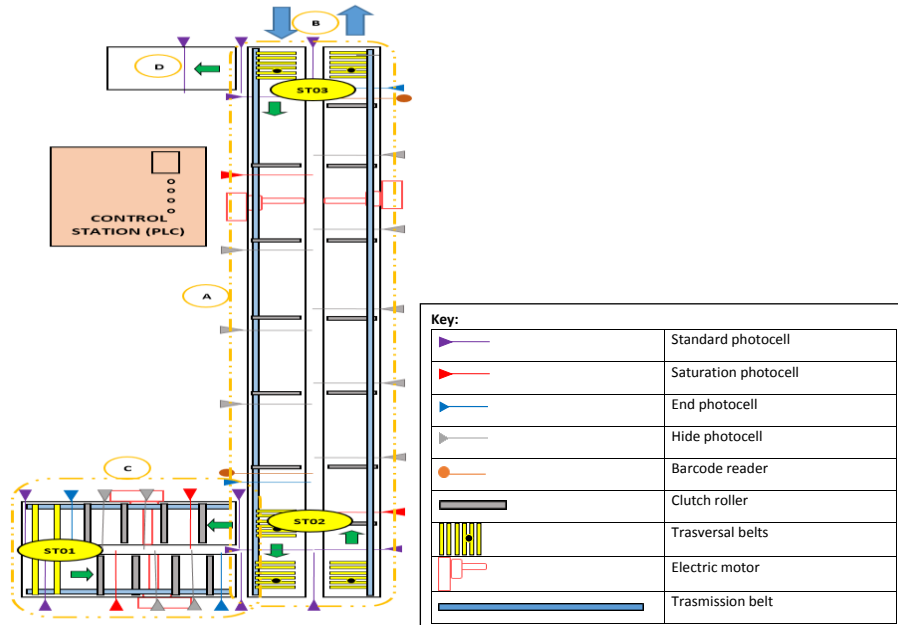 B
D
ST03
CONTROL
STATION (PLC)
A
Key:
Standard photocell
Saturation photocell
End photocell
Hide photocell
Barcode reader
Clutch roller
Trasversal belts
Electric motor
Trasmission belt
C
ST02
ST01